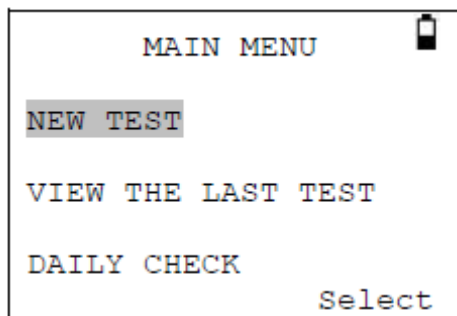 MAIN MENU
NEW TEST
VIEW THE LAST TEST
DAILY CHECK
Select